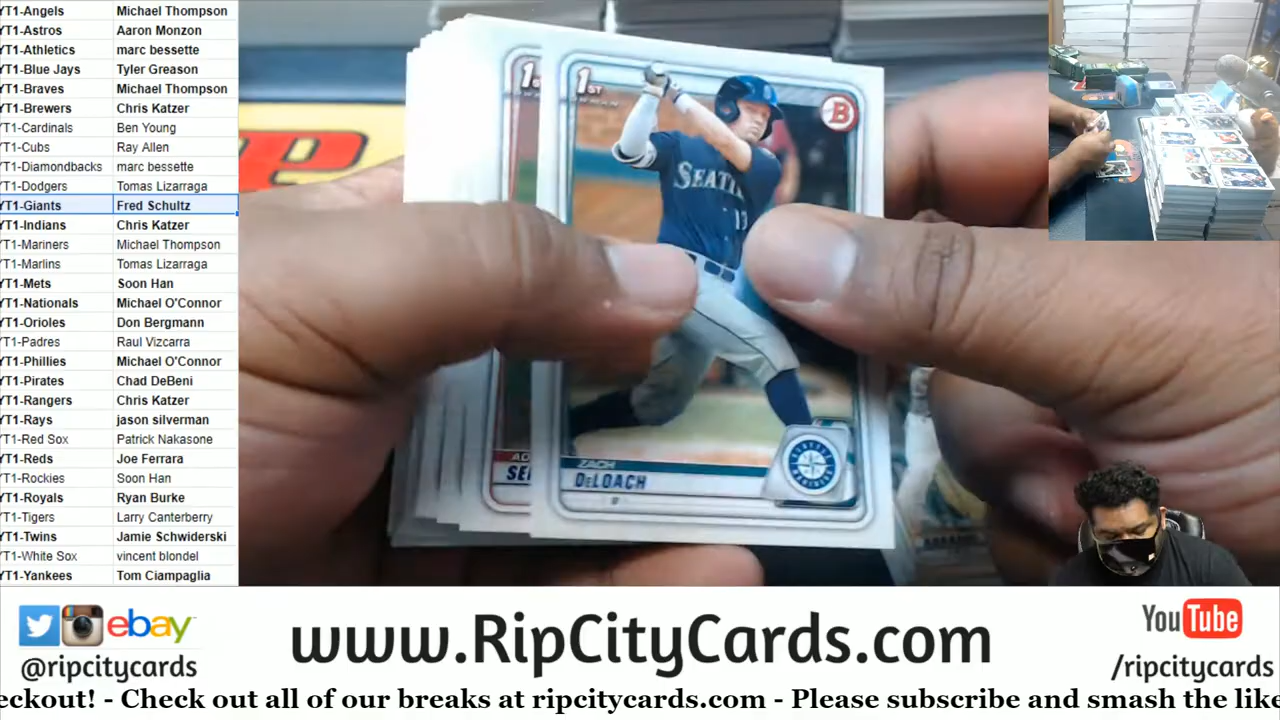 YT1-Angels Michael Thompson
YT1-Astros Aaron Monzon
YT1-Athletics marc bessette
YT1-Blue Jays Tyler Greason
YT1-Braves Michael Thompson
YT1-Brewers Chris Katzer
YT1-Cardinals Ben Young
YT1-Cubs Ray Allen
YT1-Diamondbacks marc bessette
YT1-Dodgers Tomas Lizarraga
YT1-Giants Fred Schultz
YT1-Indians Chris Katzer
YT1-Mariners Michael Thompson
YT1-Marlins Tomas Lizarraga
YT1-Mets Soon Han
YT1-Nationals Michael O'Connor
YT1-Orioles Don Bergmann
YT1-Padres Raul Vizcarra
YT1-Phillies Michael O'Connor
YT1-Pirates Chad DeBeni
YT1-Rangers Chris Katzer
YT1-Rays jason silverman
YT1-Red Sox Patrick Nakasone
YT1-Reds Joe Ferrara
YT1-Rockies Soon Han
YT1-Royals Ryan Burke
YT1-Tigers Larry Canterberry
YT1-Twins Jamie Schwiderski
YT1-White Sox vincent blondel
YT1-Yankees Tom Ciampaglia
1ST
B
ZACH
DeLOACH
ebay
@ripcitycards
www.RipCityCards.com
YouTube
/ripcitycards
eckout! - Check out all of our breaks at ripcitycards.com - Please subscribe and smash the like